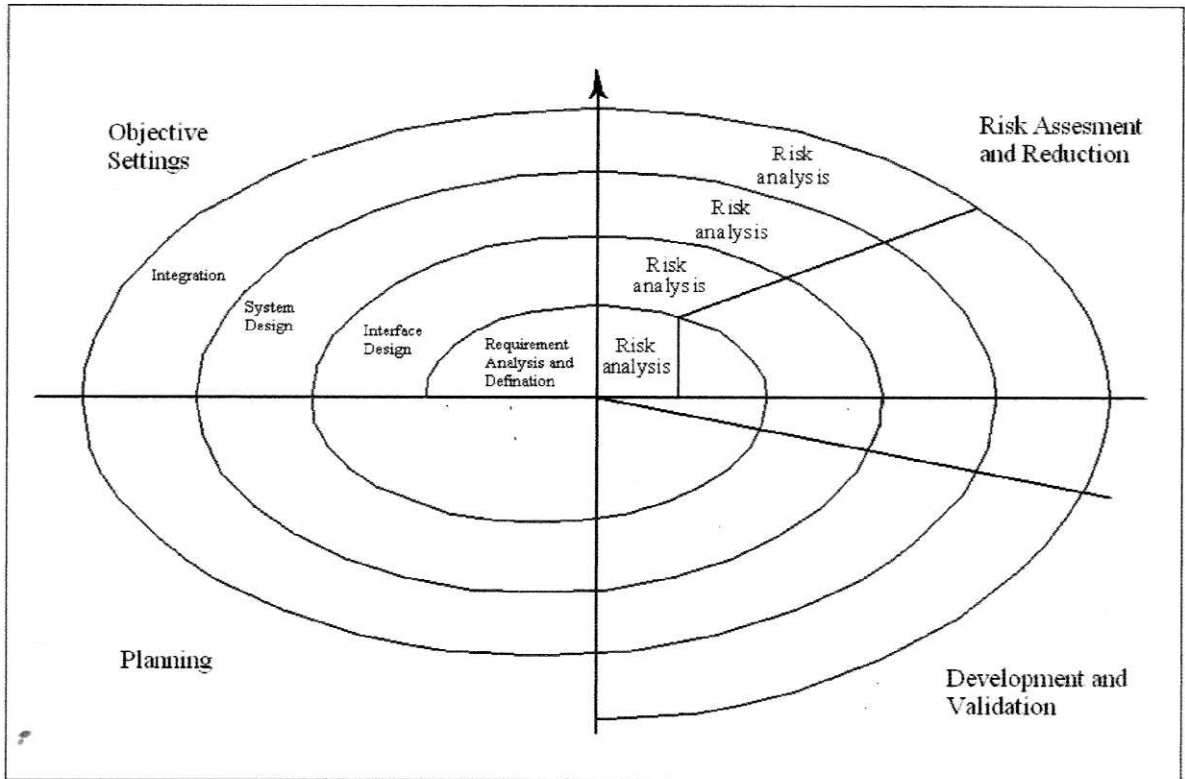 Objective
Settings
Risk Assesment
and Reduction
Risk
analysis
Risk
analysis
Risk
analysis
Integration
System
Design
Interface
Design
Requirement
Analysis and
Defination
Risk
analysis
Planning
Development and
Validation